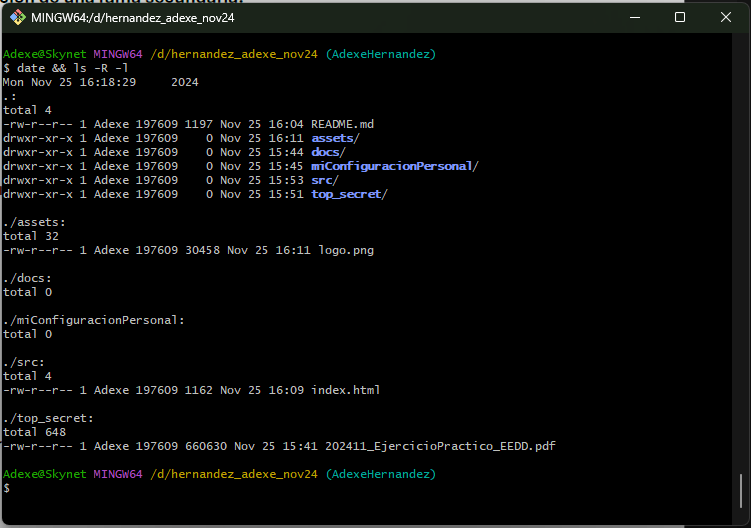 MINGW64:/d/hernandez_adexe_nov24
Adexe@Skynet MINGW64 /d/hernandez_adexe_nov24 (AdexeHernandez)
$ date && ls -R -l
Mon Nov 25 16:18:29     2024
.:
total 4
-rw-r--r-- 1 Adexe 197609 1197 Nov 25 16:04 README.md
drwxr-xr-x 1 Adexe 197609    0 Nov 25 16:11 assets/
drwxr-xr-x 1 Adexe 197609    0 Nov 25 15:44 docs/
drwxr-xr-x 1 Adexe 197609    0 Nov 25 15:45 miConfiguracionPersonal/
drwxr-xr-x 1 Adexe 197609    0 Nov 25 15:53 src/
drwxr-xr-x 1 Adexe 197609    0 Nov 25 15:51 top_secret/
./assets:
total 32
-rw-r--r-- 1 Adexe 197609 30458 Nov 25 16:11 logo.png
./docs:
total 0
./miConfiguracionPersonal:
total 0
./src:
total 4
-rw-r--r-- 1 Adexe 197609 1162 Nov 25 16:09 index.html
./top_secret:
total 648
-rw-r--r-- 1 Adexe 197609 660630 Nov 25 15:41 202411_EjercicioPractico_EEDD.pdf
Adexe@Skynet MINGW64 /d/hernandez_adexe_nov24 (AdexeHernandez)
$